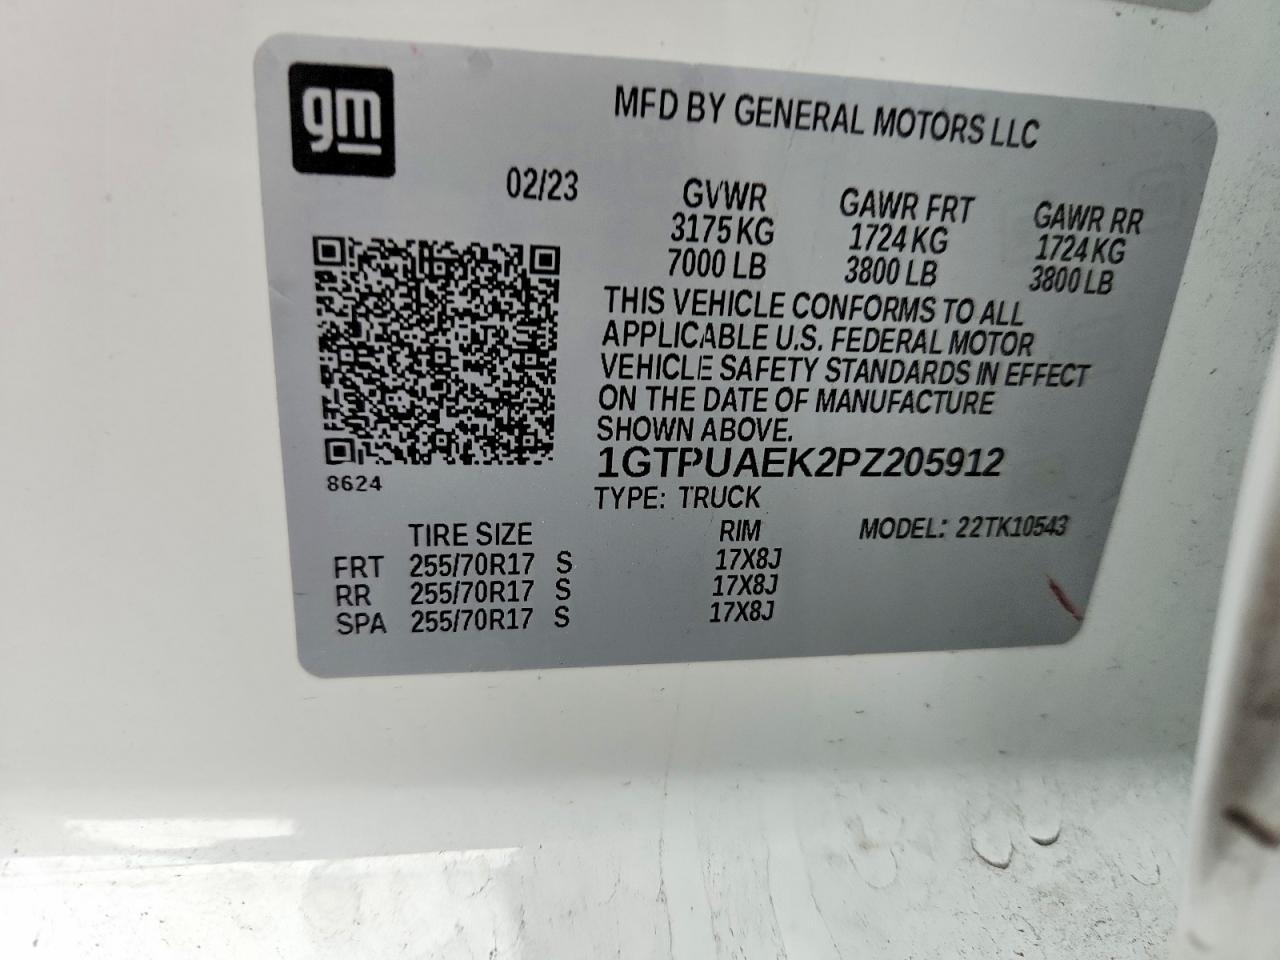 gm
MFD BY GENERAL MOTORS LLC
02/23
GVWR GAWR FRT GAWR RR
3175 KG 1724 KG 1724 KG
7000 LB 3800 LB 3800 LB
THIS VEHICLE CONFORMS TO ALL
APPLICABLE U.S. FEDERAL MOTOR
VEHICLE SAFETY STANDARDS IN EFFECT
ON THE DATE OF MANUFACTURE
SHOWN ABOVE.
1GTPUAEK2PZ205912
8624
TYPE: TRUCK
TIRE SIZE RIM MODEL: 22TK10543
FRT 255/70R17 S 17X8J
RR 255/70R17 S 17X8J
SPA 255/70R17 S 17X8J